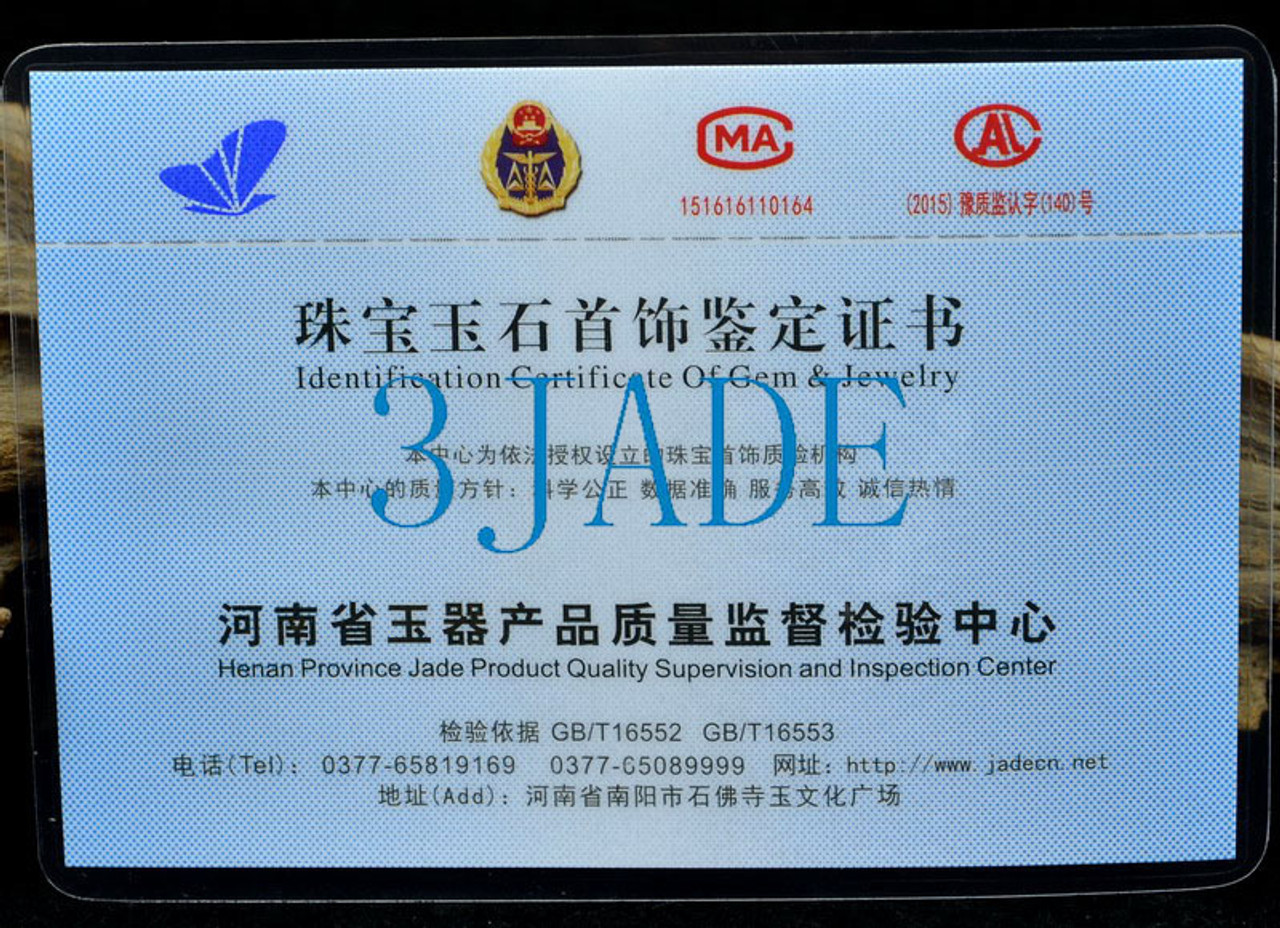 CMA
CAL
151616110164
(2015) 豫质监认字(140)号
珠宝玉石首饰鉴定证书
Identification Certificate Of Gem & Jewelry
3 JADE
本中心为依法授权设立的珠宝首饰质检机构
本中心的质量方针：科学公正 数据准确 服务高效 诚信热情
河南省玉器产品质量监督检验中心
Henan Province Jade Product Quality Supervision and Inspection Center
检验依据 GB/T16552 GB/T16553
电话(Tel)： 0377-65819169 0377-65089999 网址：http://www.jadecn.net
地址(Add)：河南省南阳市石佛寺玉文化广场